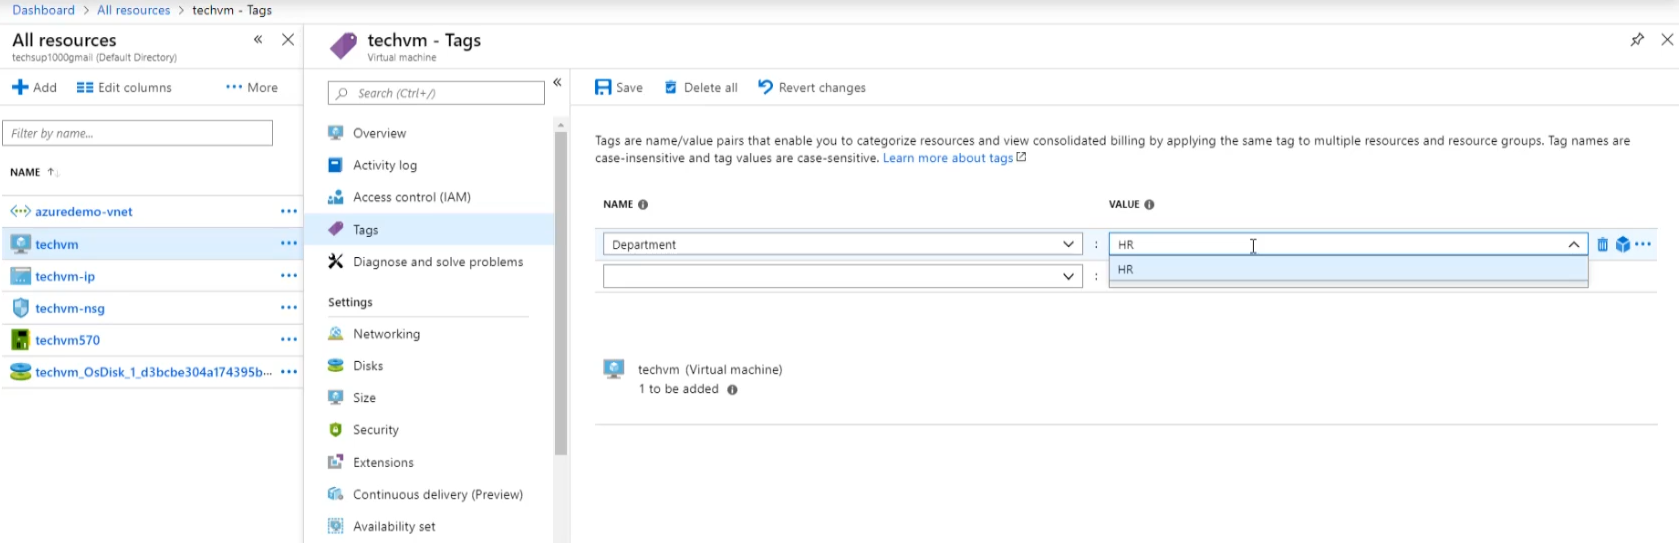 Dashboard > All resources > techvm - Tags
All resources
techsup1000gmail (Default Directory)
Add Edit columns ... More
Filter by name...
NAME
azuredemo-vnet
techvm
techvm-ip
techvm-nsg
techvm570
techvm_OsDisk_1_d3bcbe304a174395b...
techvm - Tags
Virtual machine
Search (Ctrl+/)
Overview
Activity log
Access control (IAM)
Tags
Diagnose and solve problems
Settings
Networking
Disks
Size
Security
Extensions
Continuous delivery (Preview)
Availability set
Save Delete all Revert changes
Tags are name/value pairs that enable you to categorize resources and view consolidated billing by applying the same tag to multiple resources and resource groups. Tag names are
case-insensitive and tag values are case-sensitive. Learn more about tags
NAME VALUE
Department : HR
HR
:
techvm (Virtual machine)
1 to be added